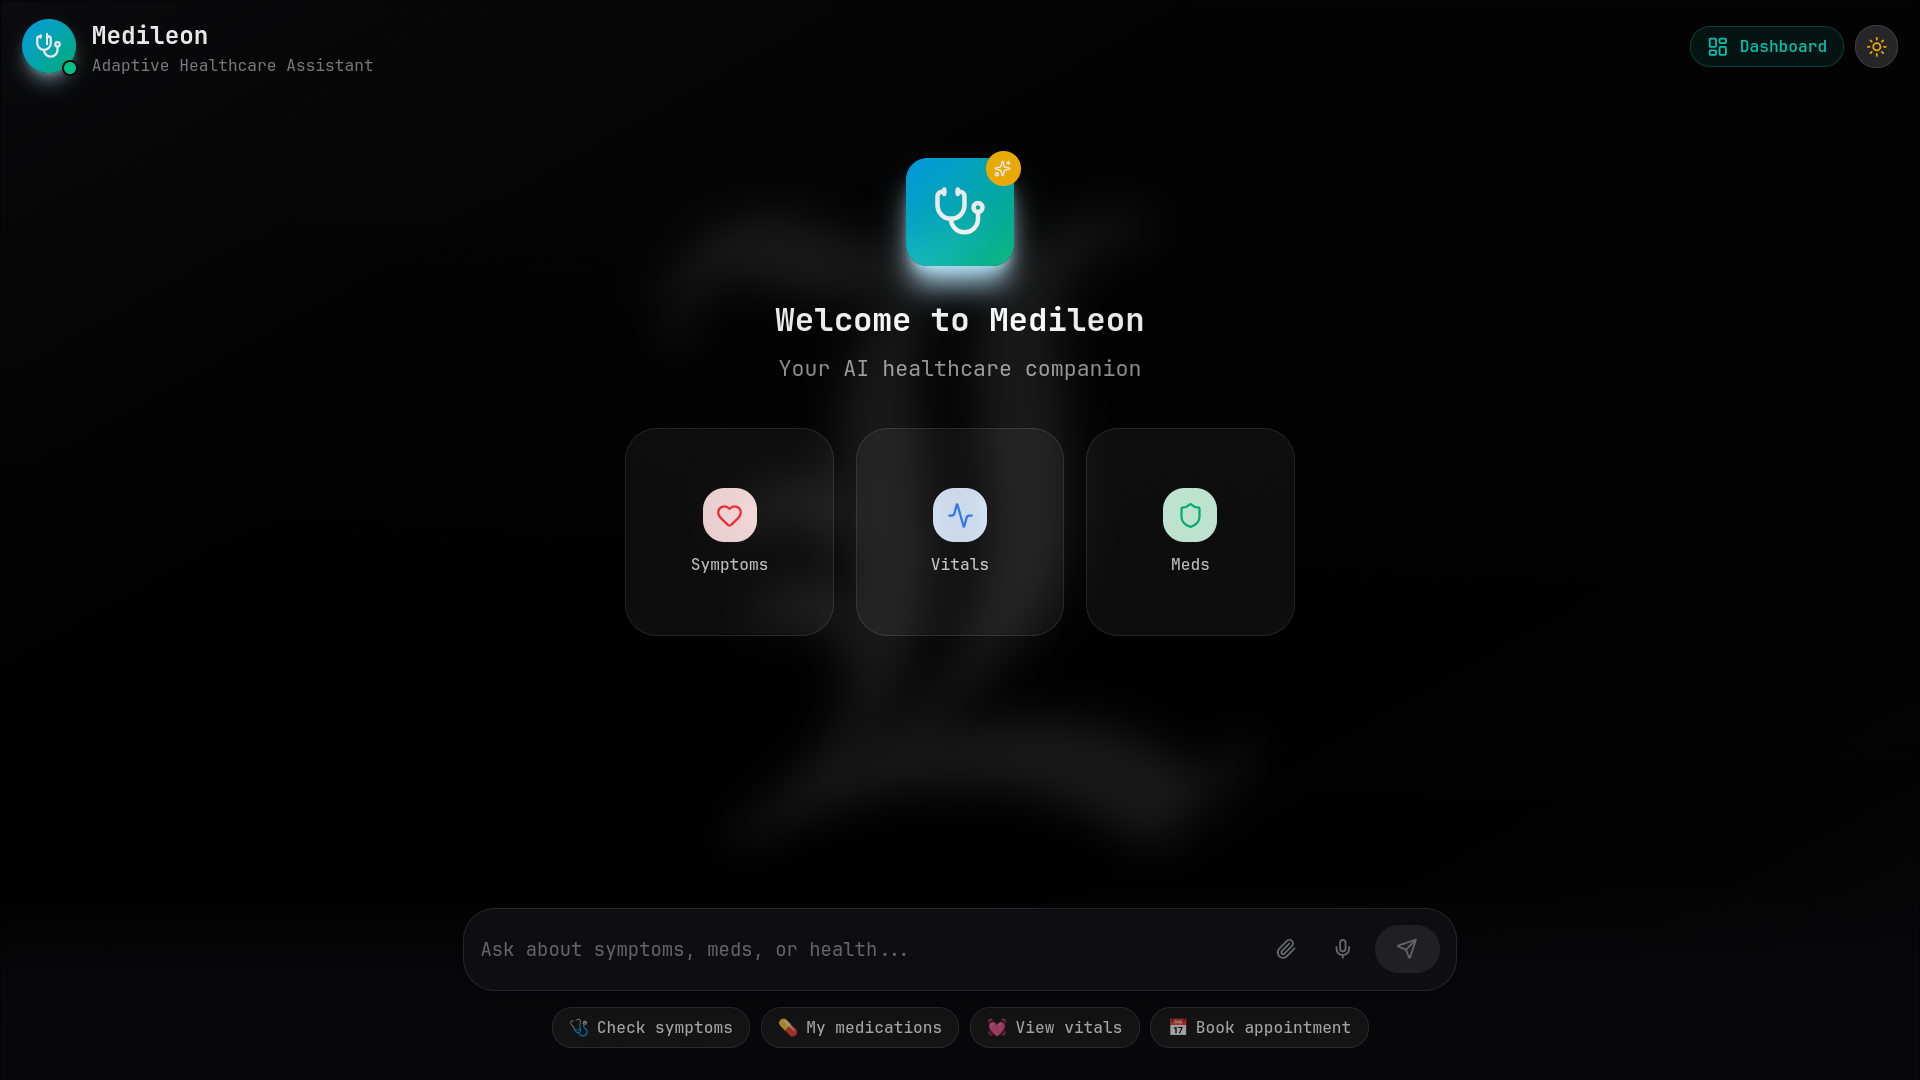 Medileon
Adaptive Healthcare Assistant
Dashboard
Welcome to Medileon
Your AI healthcare companion
Symptoms
Vitals
Meds
Ask about symptoms, meds, or health...
Check symptoms
My medications
View vitals
17 Book appointment